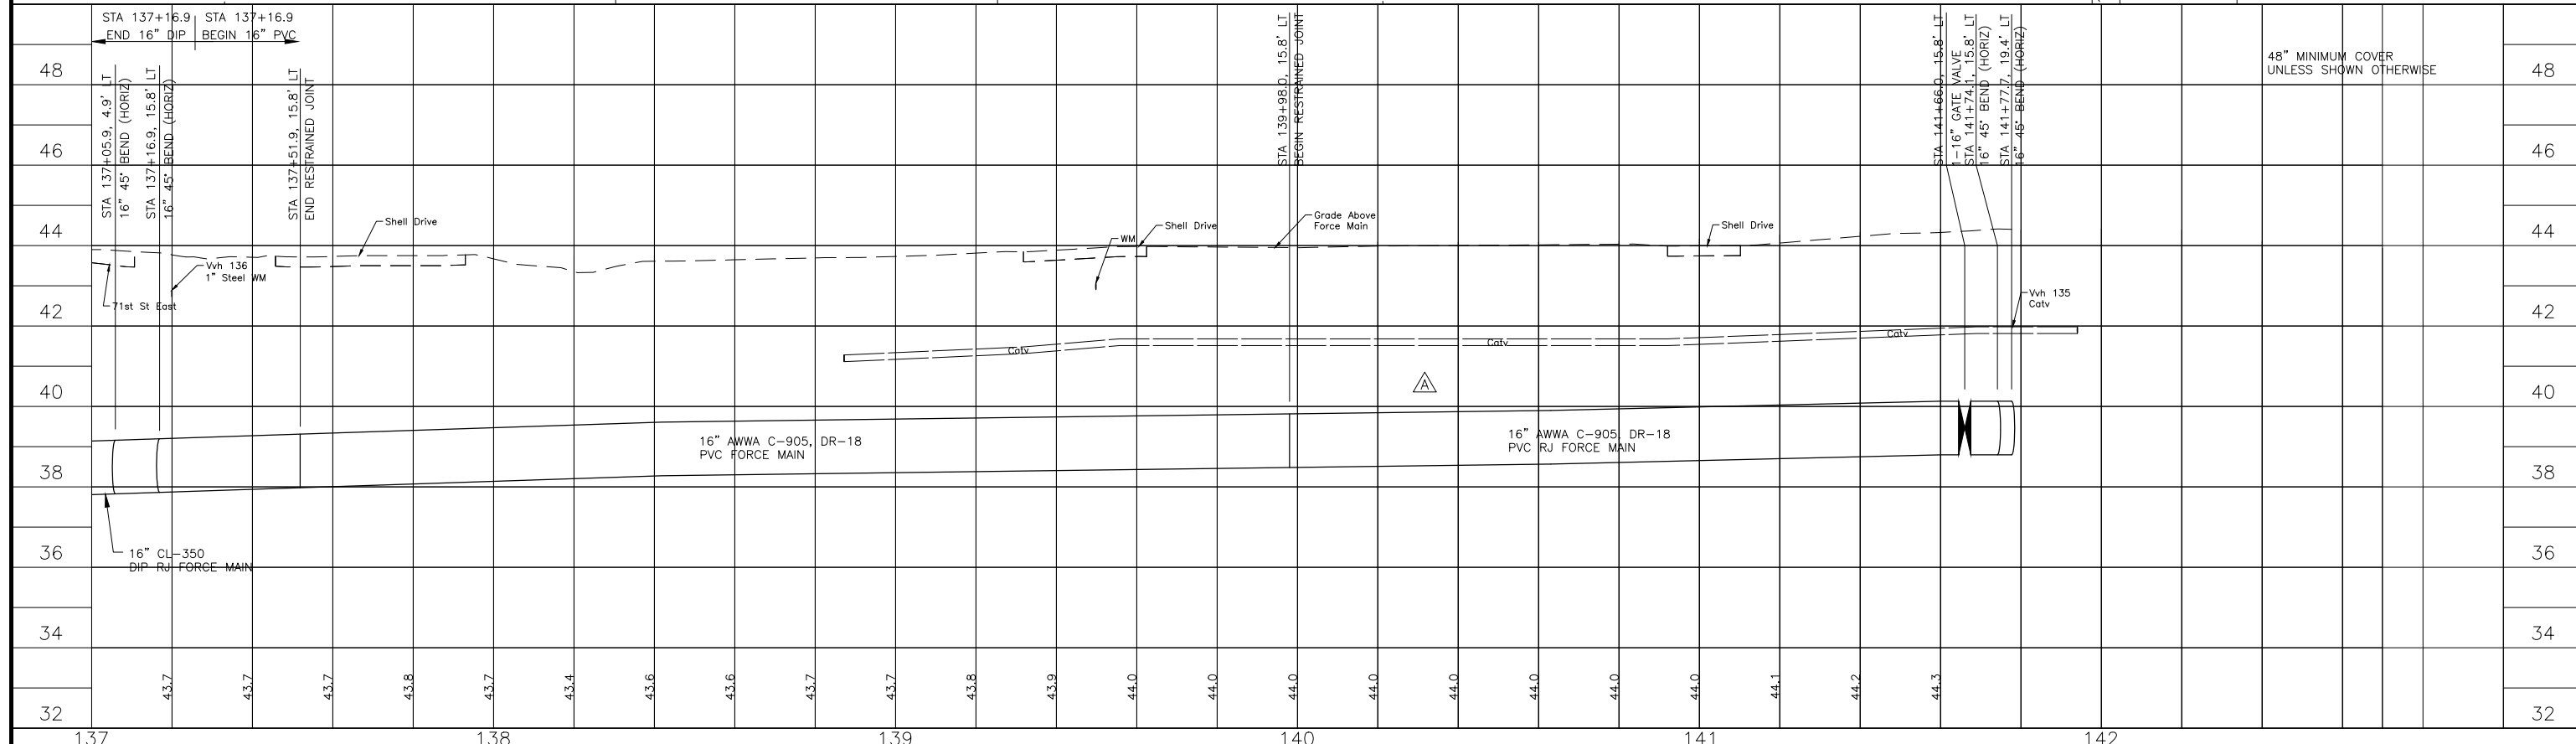 STA 137+16.9
END 16" DIP
STA 137+16.9
BEGIN 16" PVC
STA 137+05.9, 4.9' LT
16" 45° BEND (HORIZ)
STA 137+16.9, 15.8' LT
16" 45° BEND (HORIZ)
STA 137+51.9, 15.8' LT
END RESTRAINED JOINT
STA 139+98.0, 15.8' LT
BEGIN RESTRAINED JOINT
STA 141+66.0, 15.8' LT
1-16" GATE VALVE
STA 141+74.1, 15.8' LT
16" 45° BEND (HORIZ)
STA 141+77.7, 19.4' LT
16" 45° BEND (HORIZ)
48" MINIMUM COVER
UNLESS SHOWN OTHERWISE
48
48
46
46
44
44
42
42
40
40
38
38
36
36
34
34
32
32
Shell Drive
Vvh 136
1" Steel WM
71st St East
WM
Shell Drive
Grade Above
Force Main
Shell Drive
Vvh 135
Catv
Catv
Catv
Catv
A
16" AWWA C-905, DR-18
PVC FORCE MAIN
16" AWWA C-905, DR-18
PVC RJ FORCE MAIN
16" CL-350
DIP RJ FORCE MAIN
43.7
43.7
43.7
43.8
43.7
43.4
43.6
43.6
43.7
43.7
43.8
43.9
44.0
44.0
44.0
44.0
44.0
44.0
44.0
44.0
44.1
44.2
44.3
137
138
139
140
141
142